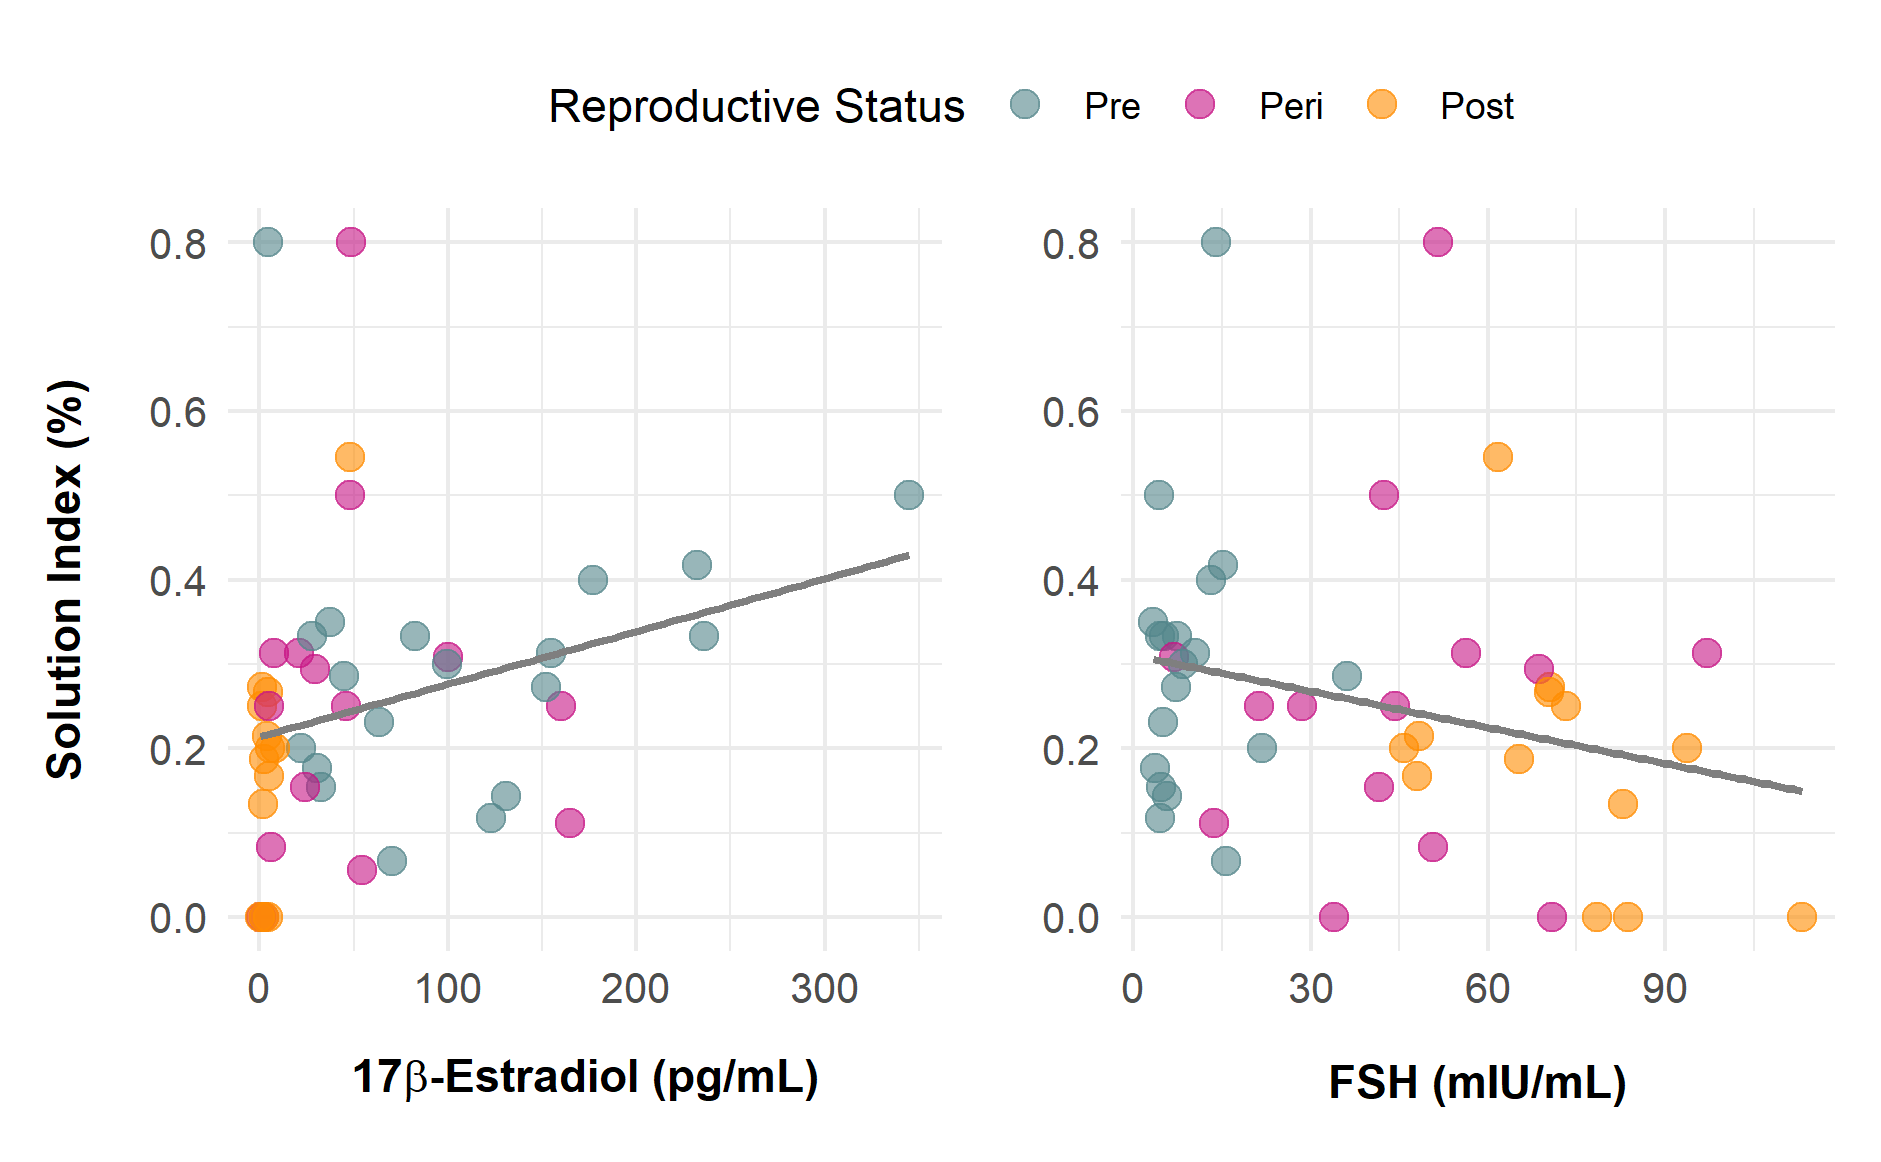 Reproductive Status Pre Peri Post
Solution Index (%)
0.8
0.6
0.4
0.2
0.0
0 100 200 300
17β-Estradiol (pg/mL)
0.8
0.6
0.4
0.2
0.0
0 30 60 90
FSH (mIU/mL)